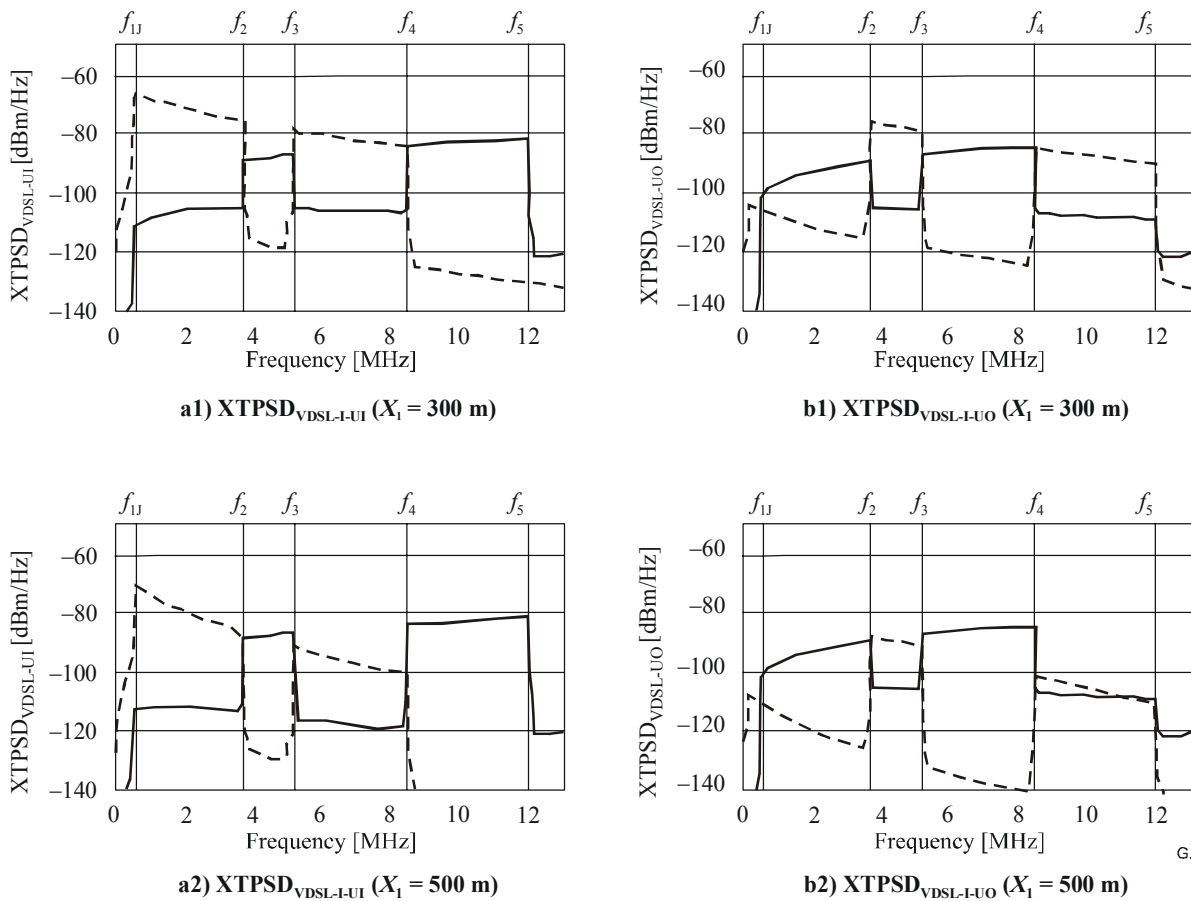 f1J f2 f3 f4 f5
XTPSDVDSL-UI [dBm/Hz]
–60
–80
–100
–120
–140
0 2 4 6 8 10 12
Frequency [MHz]
a1) XTPSDVDSL-I-UI (X1 = 300 m)
f1J f2 f3 f4 f5
XTPSDVDSL-UO [dBm/Hz]
–60
–80
–100
–120
–140
0 2 4 6 8 10 12
Frequency [MHz]
b1) XTPSDVDSL-I-UO (X1 = 300 m)
f1J f2 f3 f4 f5
XTPSDVDSL-UI [dBm/Hz]
–60
–80
–100
–120
–140
0 2 4 6 8 10 12
Frequency [MHz]
a2) XTPSDVDSL-I-UI (X1 = 500 m)
f1J f2 f3 f4 f5
XTPSDVDSL-UO [dBm/Hz]
–60
–80
–100
–120
–140
0 2 4 6 8 10 12
Frequency [MHz]
b2) XTPSDVDSL-I-UO (X1 = 500 m)
G.